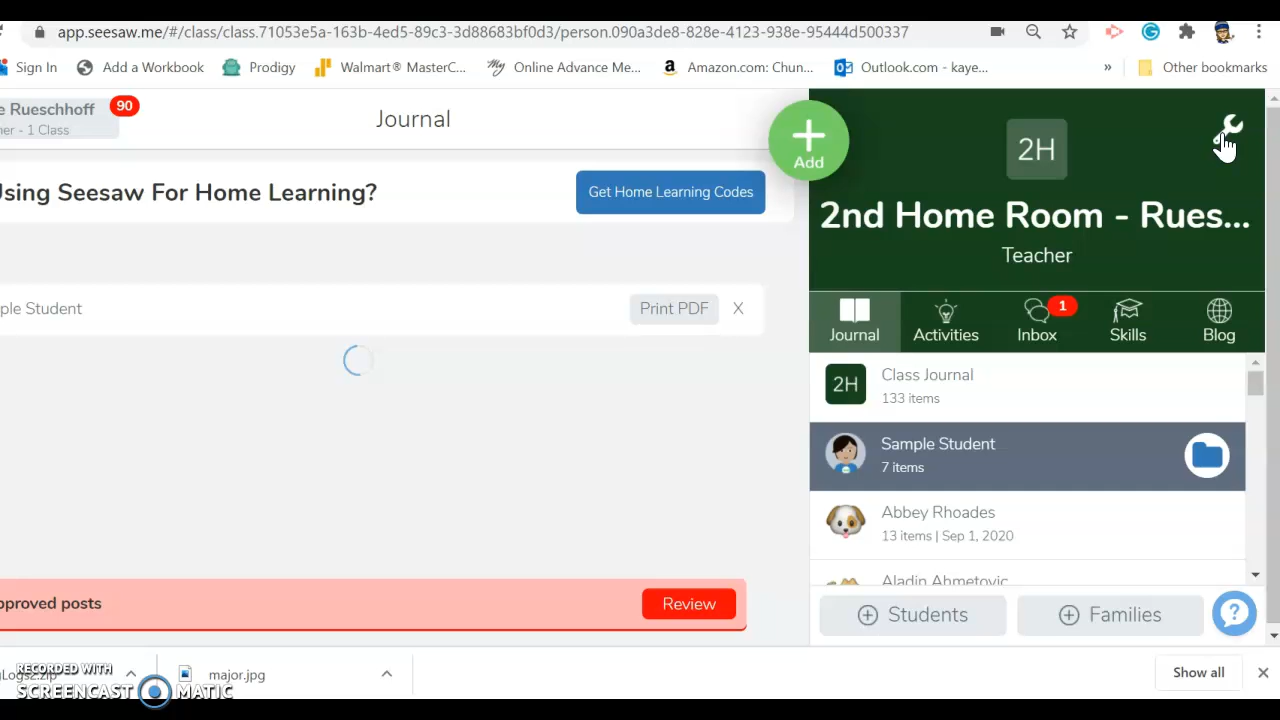 app.seesaw.me/#/class/class.71053e5a-163b-4ed5-89c3-3d88683bf0d3/person.090a3de8-828e-4123-938e-95444d500337
Sign In Add a Workbook Prodigy Walmart® MasterC... My Online Advance Me... a Amazon.com: Chun... Outlook.com - kaye... » Other bookmarks
e Rueschhoff 90
her - 1 Class
Journal
+
Add
2H
2nd Home Room - Rues...
Teacher
Using Seesaw For Home Learning?
Get Home Learning Codes
ple Student
Print PDF X
Journal
Activities
Inbox 1
Skills
Blog
2H
Class Journal
133 items
Sample Student
7 items
Abbey Rhoades
13 items | Sep 1, 2020
Aladin Ahmetovic
pproved posts
Review
Students
Families
?
gLogs2.zip
major.jpg
Show all
RECORDED WITH
SCREENCAST MATIC